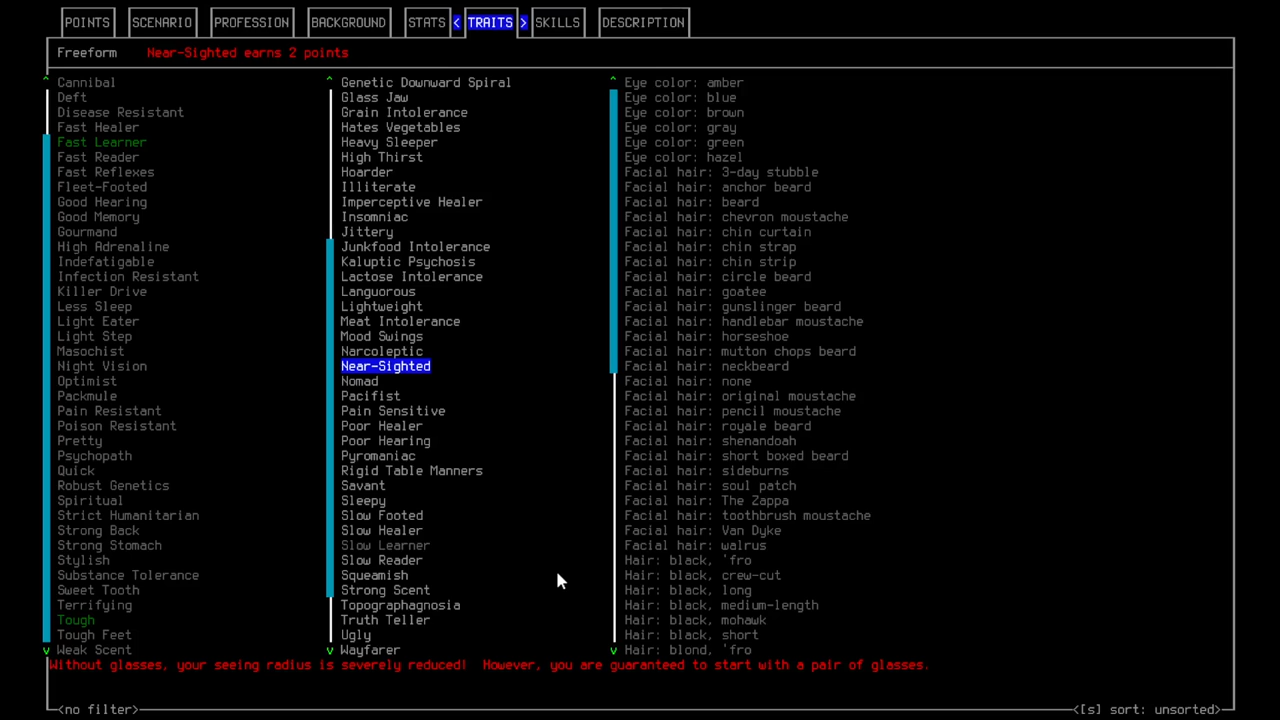 POINTS SCENARIO PROFESSION BACKGROUND STATS < TRAITS > SKILLS DESCRIPTION
Freeform Near-Sighted earns 2 points
^ Cannibal ^ Genetic Downward Spiral ^ Eye color: amber
Deft Glass Jaw Eye color: blue
Disease Resistant Grain Intolerance Eye color: brown
Fast Healer Hates Vegetables Eye color: gray
Fast Learner Heavy Sleeper Eye color: green
Fast Reader High Thirst Eye color: hazel
Fast Reflexes Hoarder Facial hair: 3-day stubble
Fleet-Footed Illiterate Facial hair: anchor beard
Good Hearing Imperceptive Healer Facial hair: beard
Good Memory Insomniac Facial hair: chevron moustache
Gourmand Jittery Facial hair: chin curtain
High Adrenaline Junkfood Intolerance Facial hair: chin strap
Indefatigable Kaluptic Psychosis Facial hair: chin strip
Infection Resistant Lactose Intolerance Facial hair: circle beard
Killer Drive Languorous Facial hair: goatee
Less Sleep Lightweight Facial hair: gunslinger beard
Light Eater Meat Intolerance Facial hair: handlebar moustache
Light Step Mood Swings Facial hair: horseshoe
Masochist Narcoleptic Facial hair: mutton chops beard
Night Vision Near-Sighted Facial hair: neckbeard
Optimist Nomad Facial hair: none
Packmule Pacifist Facial hair: original moustache
Pain Resistant Pain Sensitive Facial hair: pencil moustache
Poison Resistant Poor Healer Facial hair: royale beard
Pretty Poor Hearing Facial hair: shenandoah
Psychopath Pyromaniac Facial hair: short boxed beard
Quick Rigid Table Manners Facial hair: sideburns
Robust Genetics Savant Facial hair: soul patch
Spiritual Sleepy Facial hair: The Zappa
Strict Humanitarian Slow Footed Facial hair: toothbrush moustache
Strong Back Slow Healer Facial hair: Van Dyke
Strong Stomach Slow Learner Facial hair: walrus
Stylish Slow Reader Hair: black, 'fro
Substance Tolerance Squeamish Hair: black, crew-cut
Sweet Tooth Strong Scent Hair: black, long
Terrifying Topographagnosia Hair: black, medium-length
Tough Truth Teller Hair: black, mohawk
Tough Feet Ugly Hair: black, short
v Weak Scent v Wayfarer v Hair: blond, 'fro
Without glasses, your seeing radius is severely reduced! However, you are guaranteed to start with a pair of glasses.
<no filter> <[s] sort: unsorted>